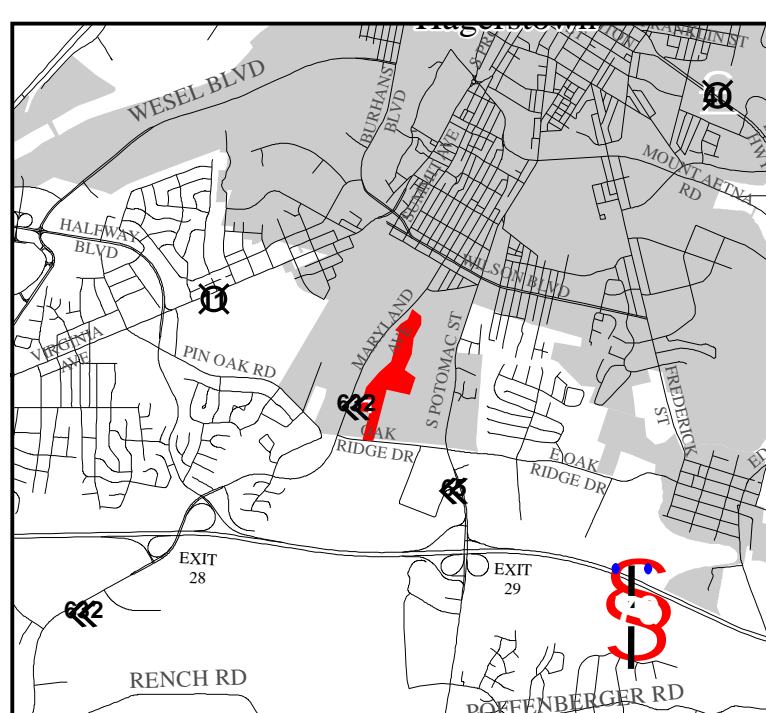 Hagerstown
FRANKLIN ST
WESEL BLVD
BURHANS
BLVD
40
MOUNT AETNA
RD
HALFWAY
BLVD
WILSON BLVD
11
MARYLAND
AVE
VIRGINIA
AVE
PIN OAK RD
S POTOMAC ST
FREDERICK
ST
632
OAK
RIDGE DR
E OAK
RIDGE DR
65
EXIT
28
EXIT
29
632
RENCH RD
POFFENBERGER RD